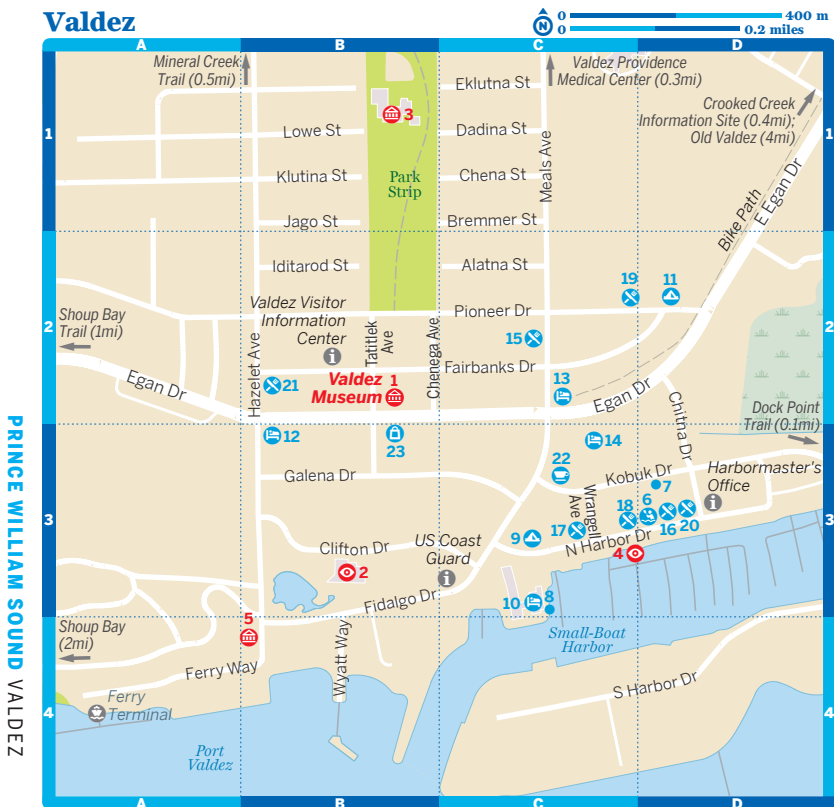 Valdez
N
0 400 m
0 0.2 miles
A B C D
Mineral Creek
Trail (0.5mi)
Valdez Providence
Medical Center (0.3mi)
Eklutna St
Crooked Creek
Information Site (0.4mi);
Old Valdez (4mi)
1
3
Lowe St
Dadina St
1
Klutina St
Park
Strip
Chena St
Meals Ave
Jago St
Bremmer St
Bike Path
E Egan Dr
Iditarod St
Alatna St
19
11
Shoup Bay
Trail (1mi)
Valdez Visitor
Information
Center
Pioneer Dr
2
2
Hazelet Ave
Tatitlek
Ave
Chenega Ave
15
Fairbanks Dr
Egan Dr
21
Valdez
Museum
1
13
Egan Dr
Chitna Dr
Dock Point
Trail (0.1mi)
12
23
14
Galena Dr
22
Kobuk Dr
7
Harbormaster's
Office
3
3
Wrangell
Ave
18
6
16
20
9
17
N Harbor Dr
4
Clifton Dr
US Coast
Guard
2
Fidalgo Dr
10
8
5
Small-Boat
Harbor
Shoup Bay
(2mi)
Ferry Way
Wyatt Way
S Harbor Dr
Ferry
Terminal
4
4
Port
Valdez
A B C D
PRINCE WILLIAM SOUND VALDEZ